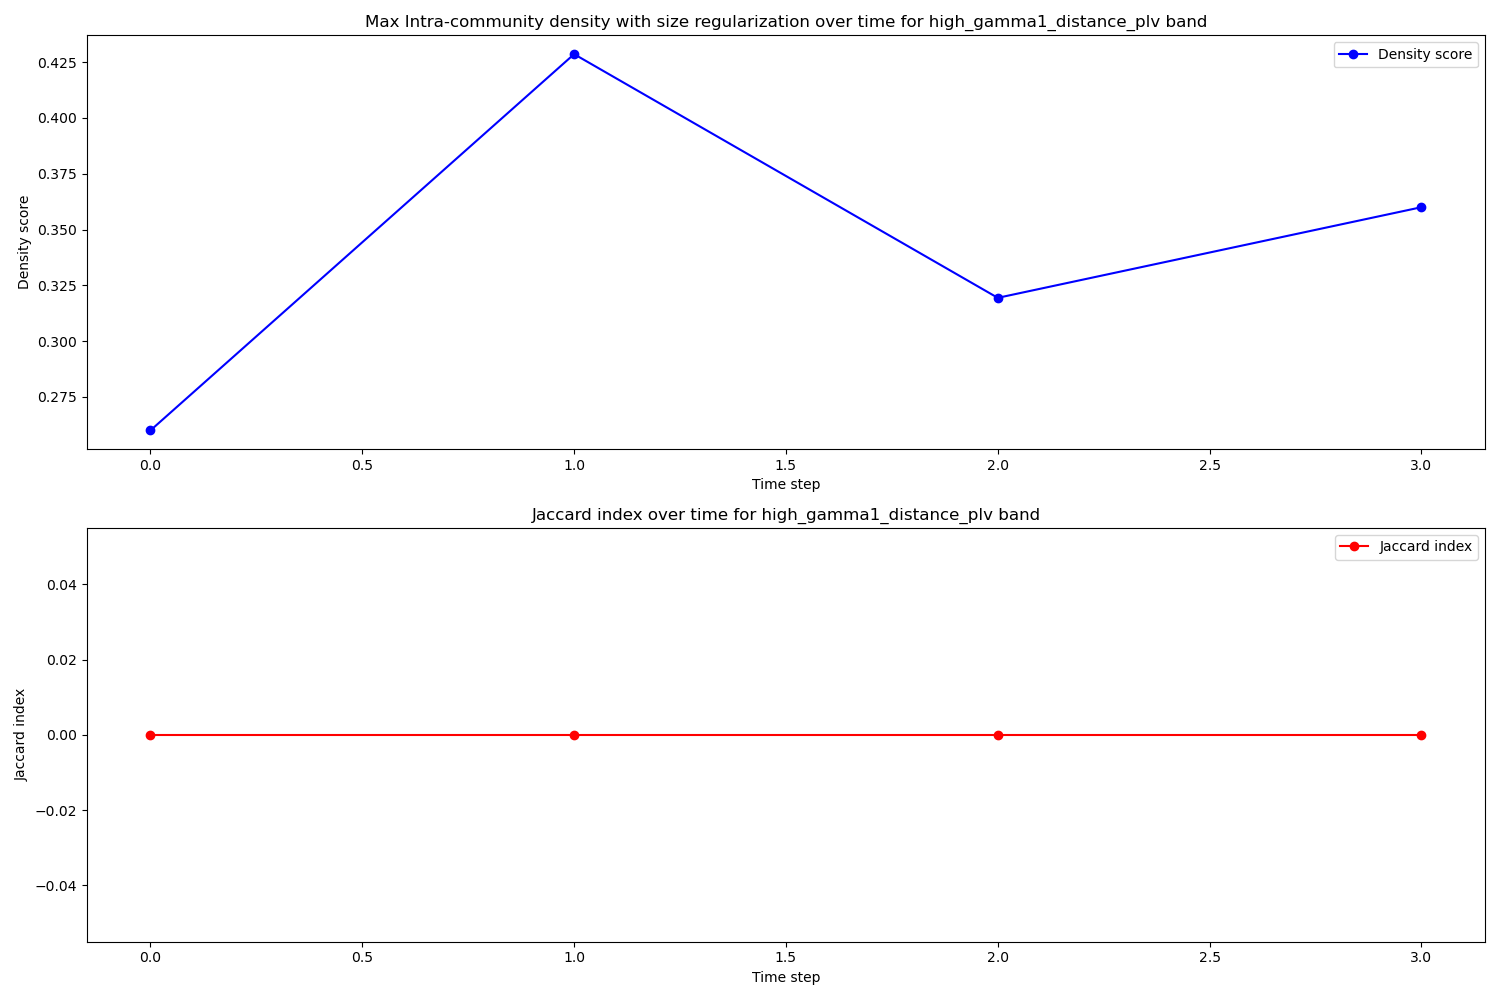 Max Intra-community density with size regularization over time for high_gamma1_distance_plv band
Density score
0.425
0.400
0.375
0.350
0.325
0.300
0.275
Density score
0.0 0.5 1.0 1.5 2.0 2.5 3.0
Time step
Jaccard index over time for high_gamma1_distance_plv band
Jaccard index
0.04
0.02
0.00
−0.02
−0.04
Jaccard index
0.0 0.5 1.0 1.5 2.0 2.5 3.0
Time step